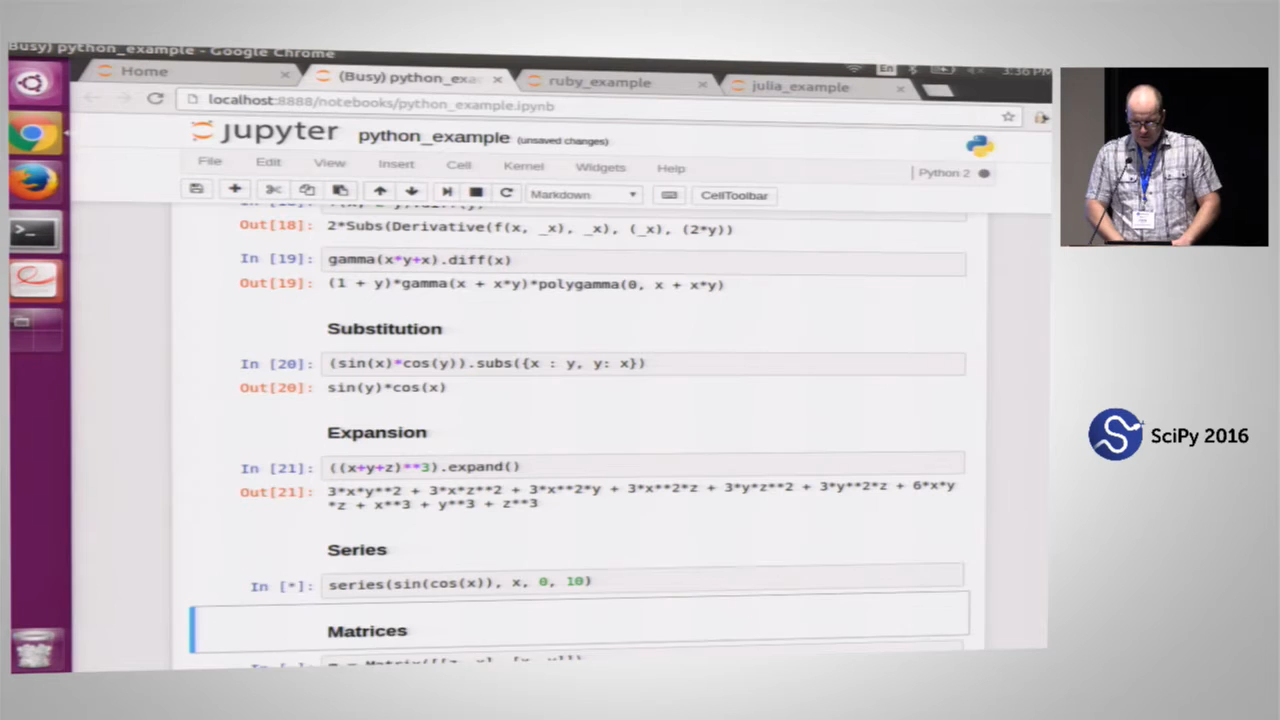 Busy) python_example - Google Chrome
Home
(Busy) python_exa
ruby_example
julia_example
En
3:36 PM
localhost:8888/notebooks/python_example.ipynb
jupyter python_example (unsaved changes)
File Edit View Insert Cell Kernel Widgets Help
Python 2
Markdown
CellToolbar
Out[18]: 2*Subs(Derivative(f(x, _x), _x), (_x), (2*y))
In [19]: gamma(x*y+x).diff(x)
Out[19]: (1 + y)*gamma(x + x*y)*polygamma(0, x + x*y)
Substitution
In [20]: (sin(x)*cos(y)).subs({x : y, y: x})
Out[20]: sin(y)*cos(x)
Expansion
In [21]: ((x+y+z)**3).expand()
Out[21]: 3*x*y**2 + 3*x*z**2 + 3*x**2*y + 3*x**2*z + 3*y*z**2 + 3*y**2*z + 6*x*y
*z + x**3 + y**3 + z**3
Series
In [*]: series(sin(cos(x)), x, 0, 10)
Matrices
SciPy 2016